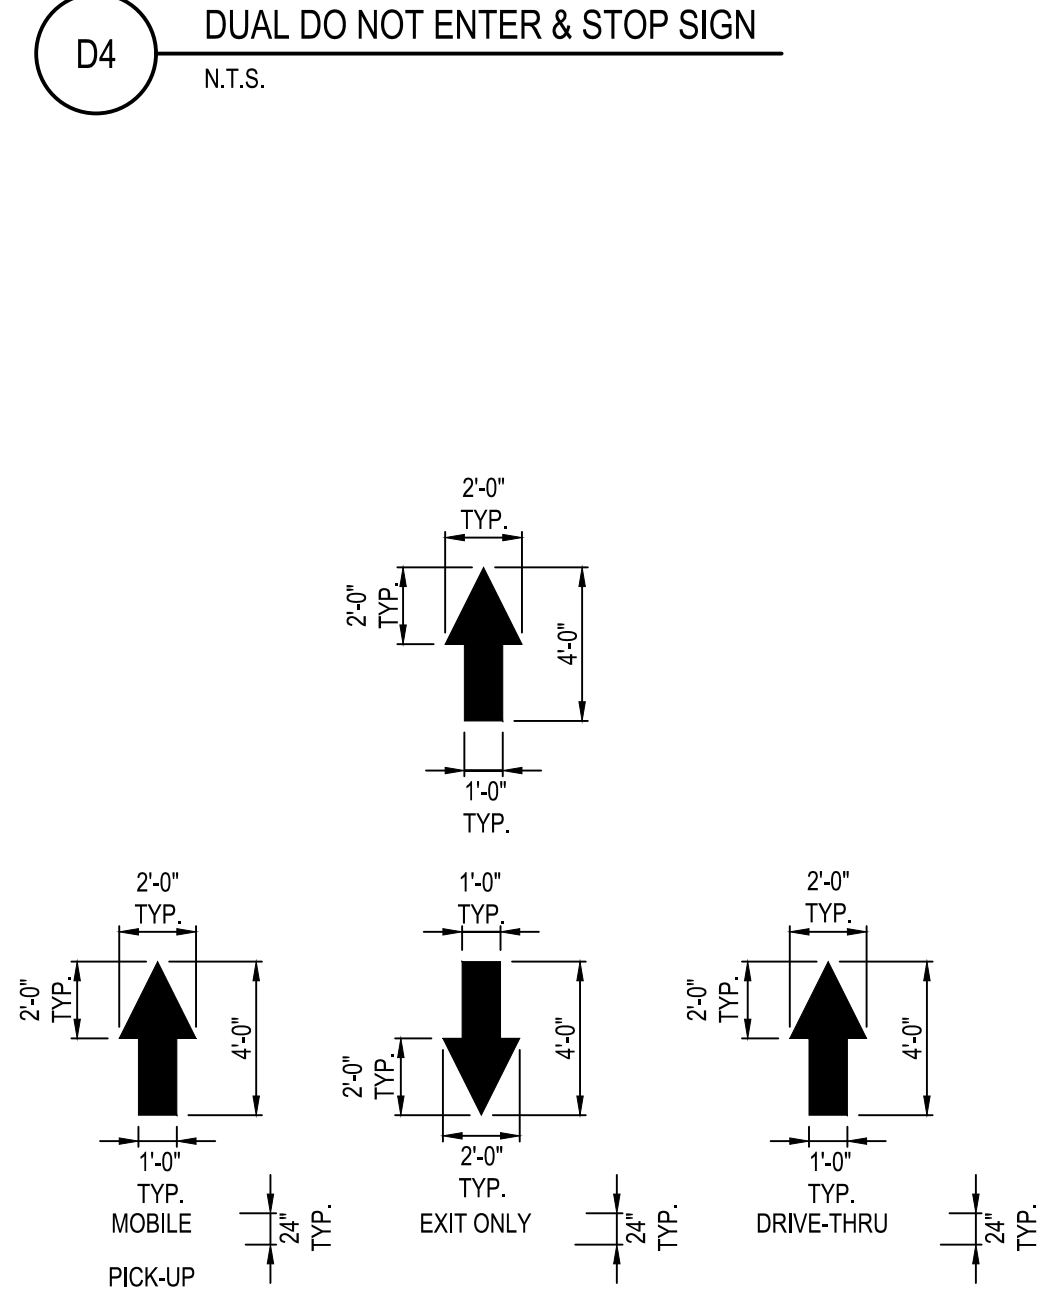 DUAL DO NOT ENTER & STOP SIGN
D4
N.T.S.
2'-0"
TYP.
2'-0"
TYP.
4'-0"
1'-0"
TYP.
2'-0"
TYP.
2'-0"
TYP.
4'-0"
1'-0"
TYP.
MOBILE
PICK-UP
24"
TYP.
1'-0"
TYP.
4'-0"
2'-0"
TYP.
2'-0"
TYP.
EXIT ONLY
24"
TYP.
2'-0"
TYP.
2'-0"
TYP.
4'-0"
1'-0"
TYP.
DRIVE-THRU
24"
TYP.